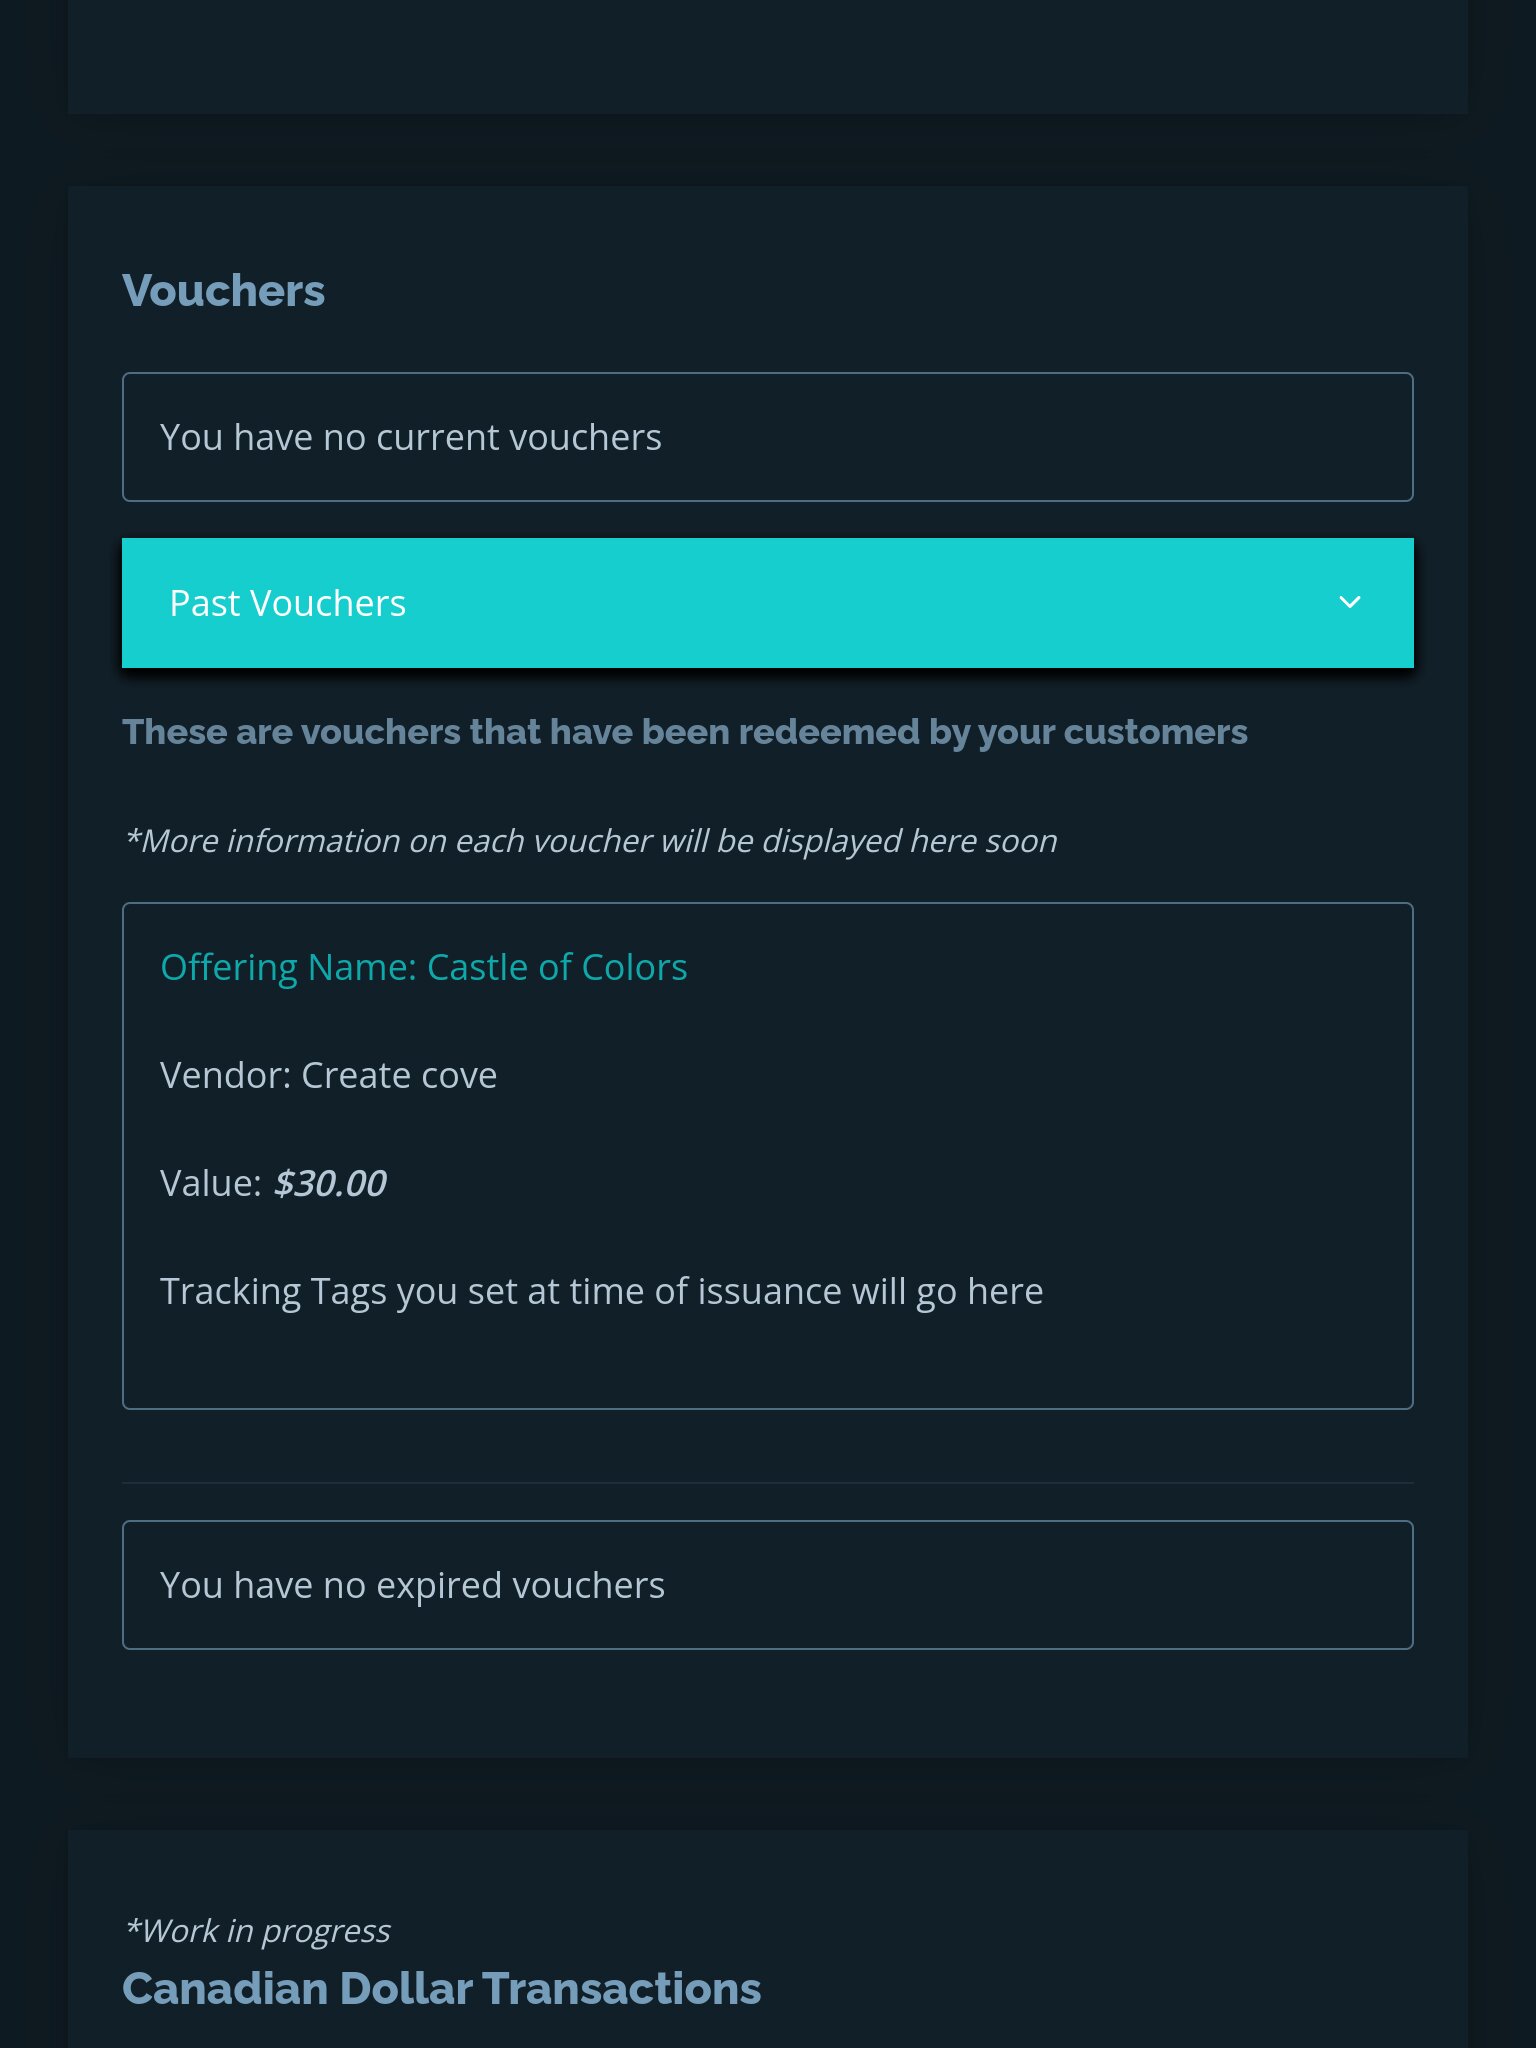 Vouchers
You have no current vouchers
Past Vouchers
These are vouchers that have been redeemed by your customers
*More information on each voucher will be displayed here soon
Offering Name: Castle of Colors
Vendor: Create cove
Value: $30.00
Tracking Tags you set at time of issuance will go here
You have no expired vouchers
*Work in progress
Canadian Dollar Transactions